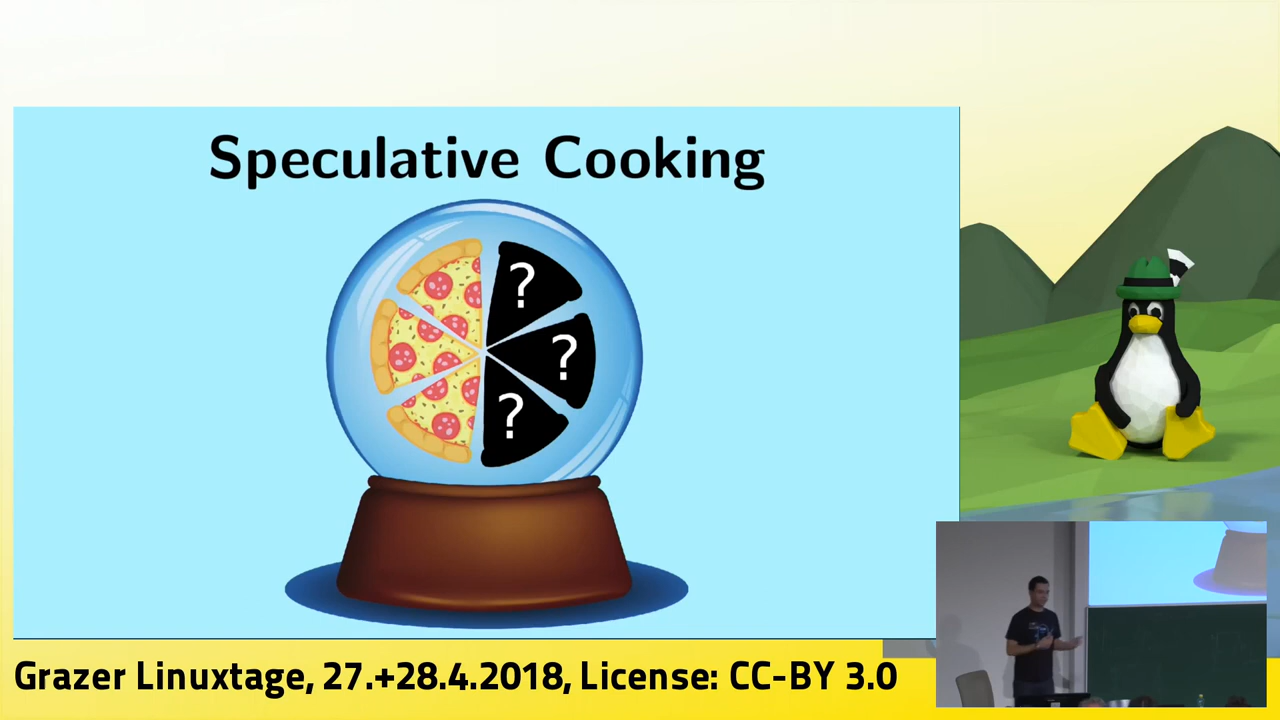 Speculative Cooking
?
?
?
Grazer Linuxtage, 27.+28.4.2018, License: CC-BY 3.0